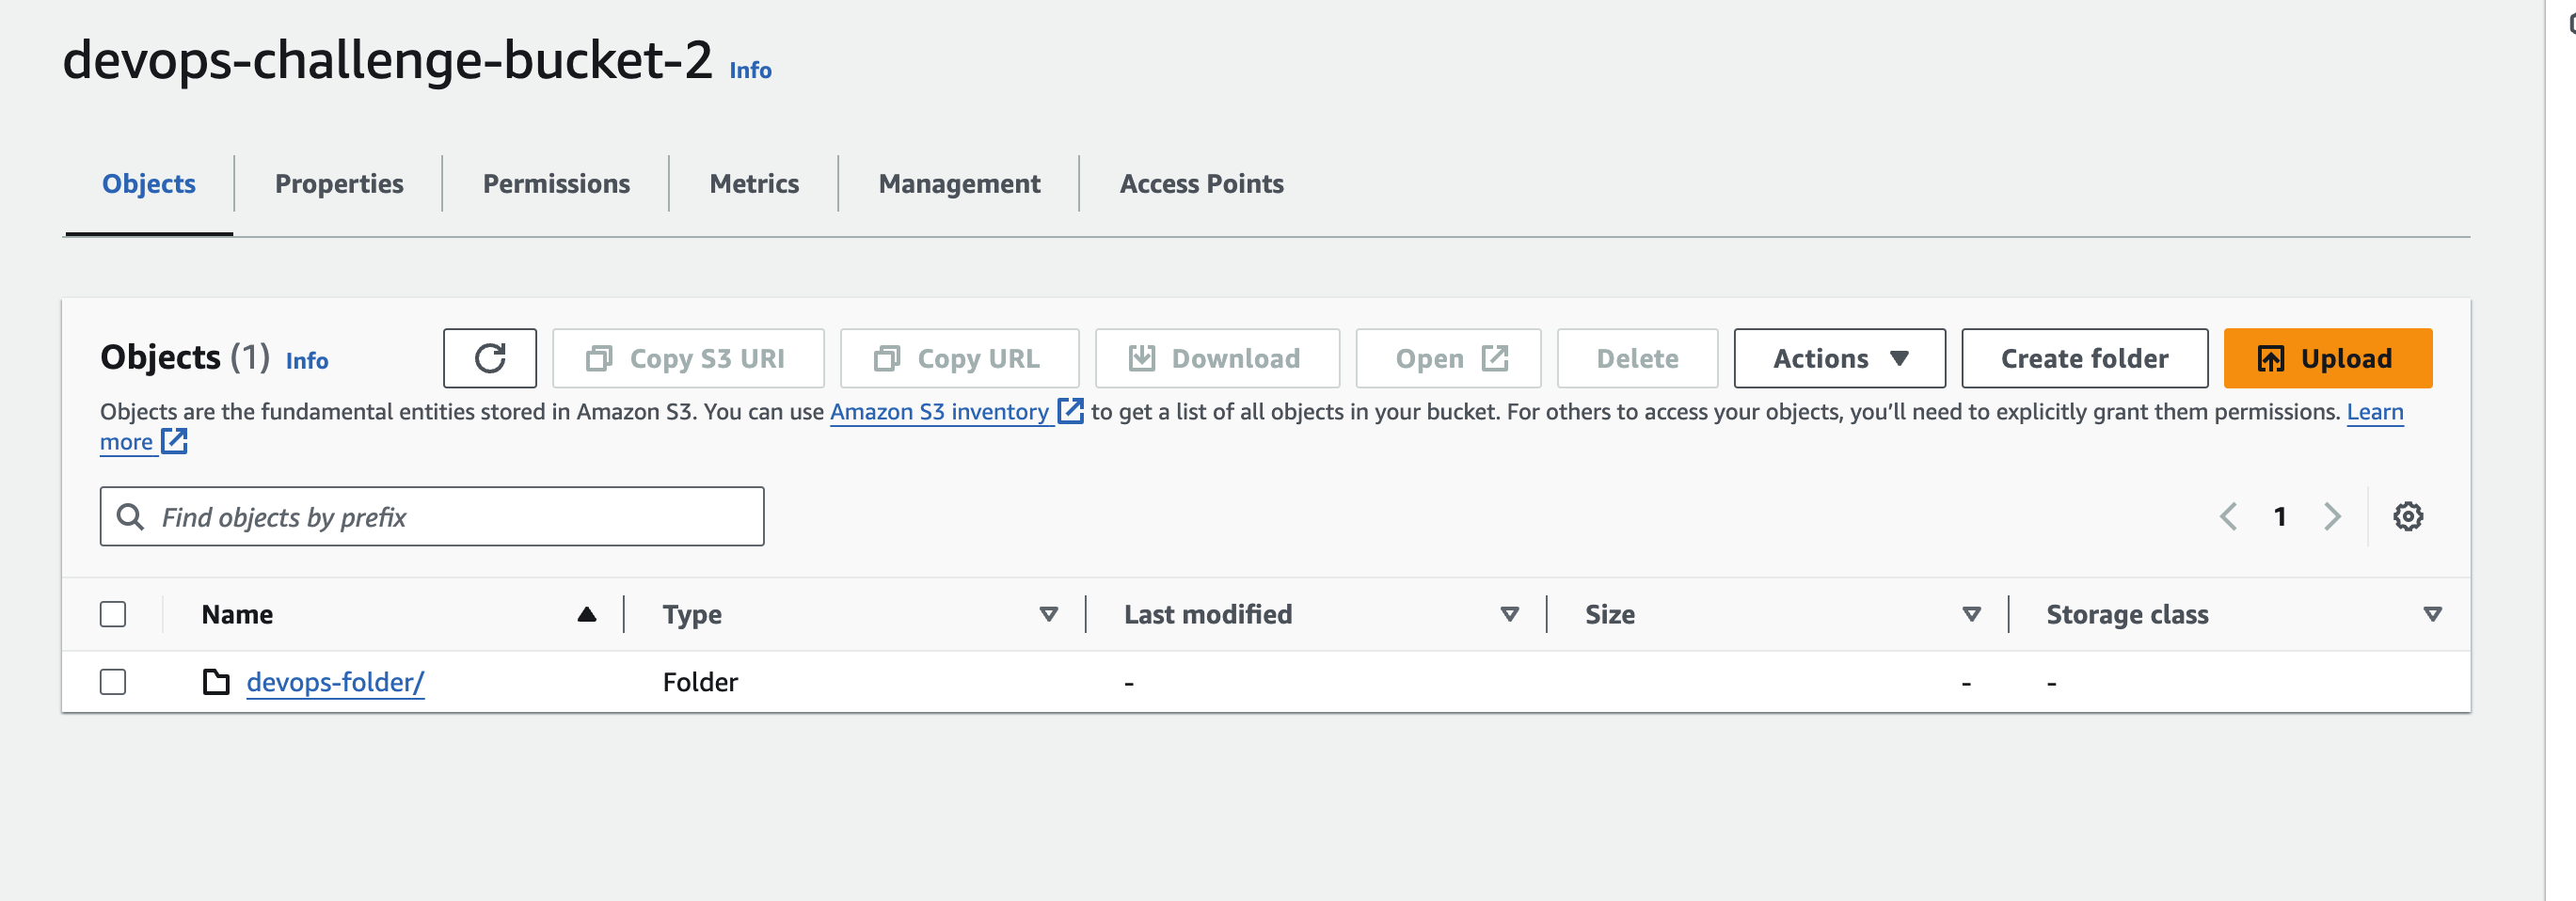 devops-challenge-bucket-2 Info
Objects Properties Permissions Metrics Management Access Points
Objects (1) Info Copy S3 URI Copy URL Download Open Delete Actions Create folder Upload
Objects are the fundamental entities stored in Amazon S3. You can use Amazon S3 inventory to get a list of all objects in your bucket. For others to access your objects, you’ll need to explicitly grant them permissions. Learn
more
Find objects by prefix 1
Name Type Last modified Size Storage class
devops-folder/ Folder - - -